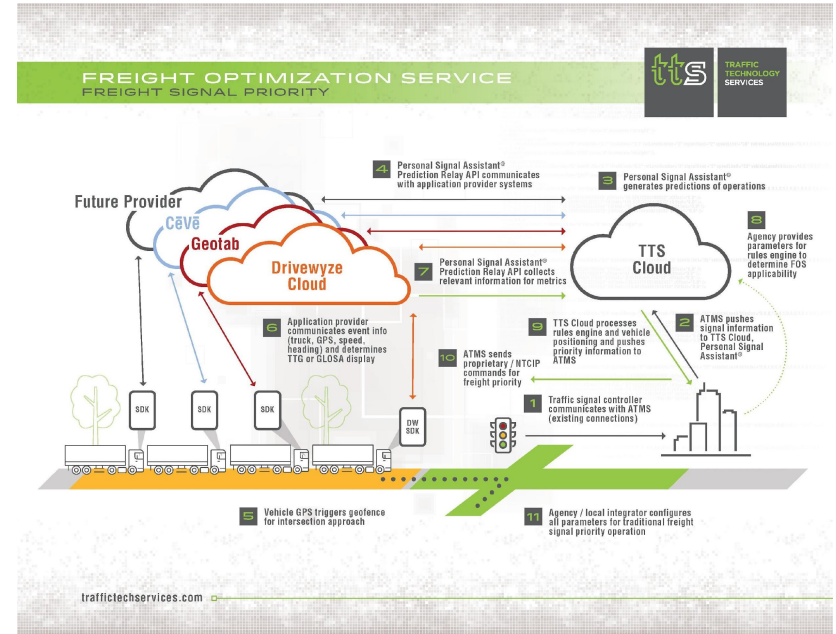 FREIGHT OPTIMIZATION SERVICE
FREIGHT SIGNAL PRIORITY
tts
TRAFFIC
TECHNOLOGY
SERVICES
4
Personal Signal Assistant®
Prediction Relay API communicates
with application provider systems
3
Personal Signal Assistant®
generates predictions of operations
Future Provider
CēVē
Geotab
Drivewyze
Cloud
TTS
Cloud
8
Agency provides
parameters for
rules engine to
determine FOS
applicability
7
Personal Signal Assistant®
Prediction Relay API collects
relevant information for metrics
6
Application provider
communicates event info
(truck, GPS, speed,
heading) and determines
TTG or GLOSA display
9
TTS Cloud processes
rules engine and vehicle
positioning and pushes
priority information to
ATMS
2
ATMS pushes
signal information
to TTS Cloud,
Personal Signal
Assistant®
10
ATMS sends
proprietary / NTCIP
commands for
freight priority
1
Traffic signal controller
communicates with ATMS
(existing connections)
SDK
SDK
SDK
DW
SDK
5
Vehicle GPS triggers geofence
for intersection approach
11
Agency / local integrator configures
all parameters for traditional freight
signal priority operation
traffictechservices.com